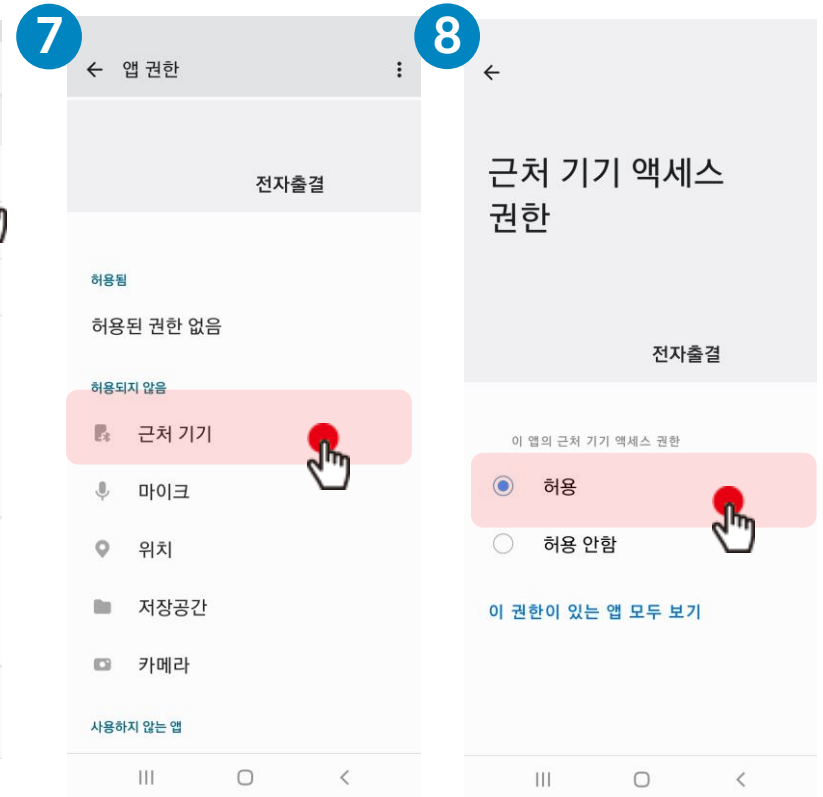 7
앱 권한
전자출결
허용됨
허용된 권한 없음
허용되지 않음
근처 기기
마이크
위치
저장공간
카메라
사용하지 않는 앱
8
근처 기기 액세스
권한
전자출결
이 앱의 근처 기기 액세스 권한
허용
허용 안함
이 권한이 있는 앱 모두 보기